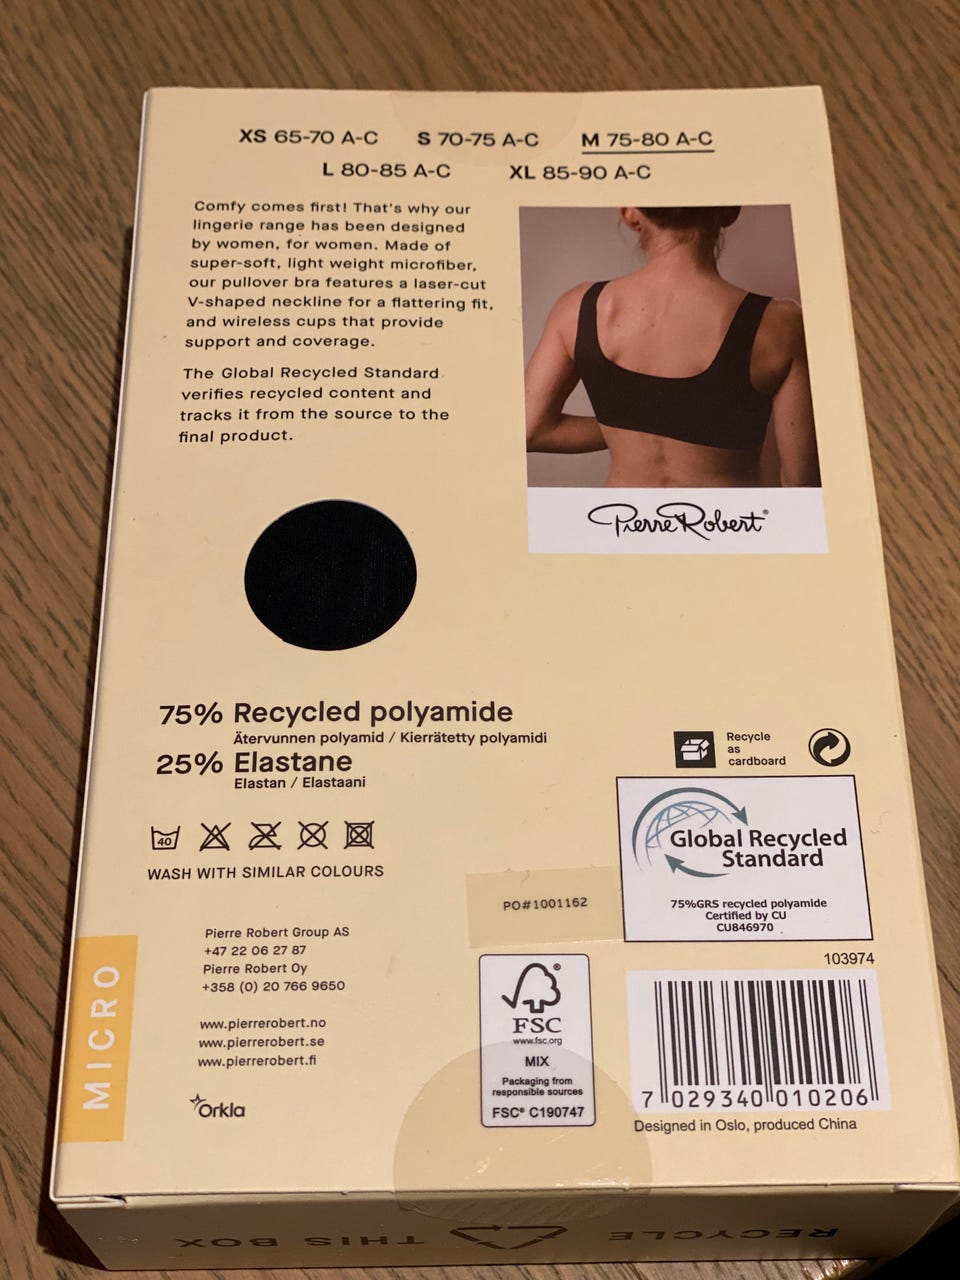 XS 65-70 A-C S 70-75 A-C M 75-80 A-C
L 80-85 A-C XL 85-90 A-C
Comfy comes first! That's why our
lingerie range has been designed
by women, for women. Made of
super-soft, light weight microfiber,
our pullover bra features a laser-cut
V-shaped neckline for a flattering fit,
and wireless cups that provide
support and coverage.
The Global Recycled Standard
verifies recycled content and
tracks it from the source to the
final product.
Pierre Robert®
75% Recycled polyamide
Återvunnen polyamid / Kierrätetty polyamidi
25% Elastane
Elastan / Elastaani
40
WASH WITH SIMILAR COLOURS
Recycle
as
cardboard
Global Recycled
Standard
75%GRS recycled polyamide
Certified by CU
CU846970
PO#1001162
Pierre Robert Group AS
+47 22 06 27 87
Pierre Robert Oy
+358 (0) 20 766 9650
www.pierrerobert.no
www.pierrerobert.se
www.pierrerobert.fi
Orkla
MICRO
FSC
www.fsc.org
MIX
Packaging from
responsible sources
FSC® C190747
103974
7 029340 010206
Designed in Oslo, produced China
RECYCLE THIS BOX